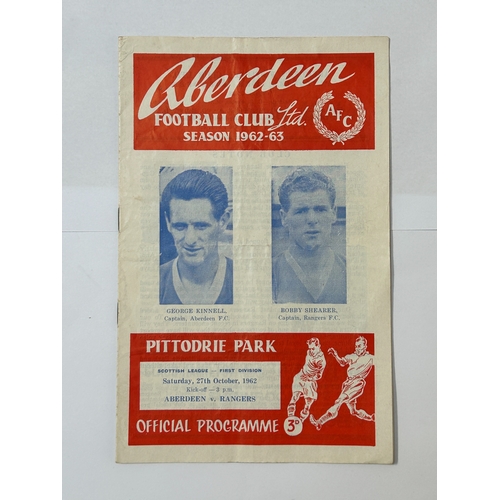 Aberdeen
FOOTBALL CLUB Ltd.
SEASON 1962-63
AFC
GEORGE KINNELL,
Captain, Aberdeen F.C.
BOBBY SHEARER,
Captain, Rangers F.C.
PITTODRIE PARK
SCOTTISH LEAGUE — FIRST DIVISION
Saturday, 27th October, 1962
Kick-off — 3 p.m.
ABERDEEN v. RANGERS
OFFICIAL PROGRAMME 3D